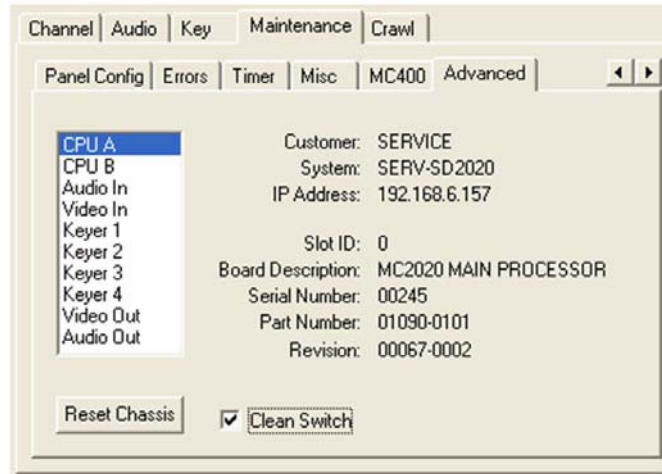 Channel Audio Key Maintenance Crawl
Panel Config Errors Timer Misc MC400 Advanced
CPU A
CPU B
Audio In
Video In
Keyer 1
Keyer 2
Keyer 3
Keyer 4
Video Out
Audio Out
Customer: SERVICE
System: SERV-SD2020
IP Address: 192.168.6.157
Slot ID: 0
Board Description: MC2020 MAIN PROCESSOR
Serial Number: 00245
Part Number: 01090-0101
Revision: 00067-0002
Reset Chassis
Clean Switch